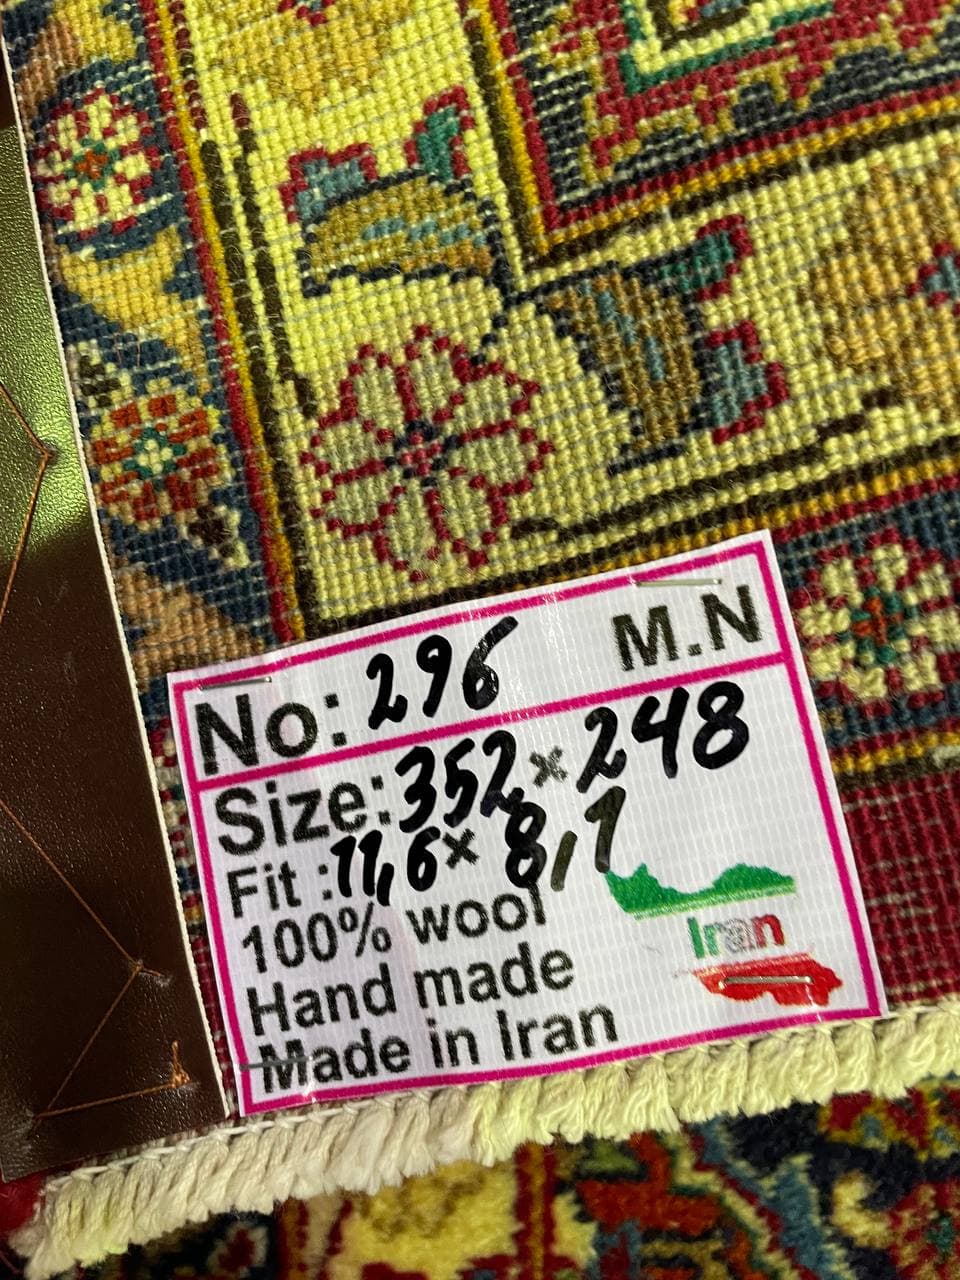 No: 296 M.N
Size: 352 x 248
Fit : 11,6 x 8,1
100% wool
Iran
Hand made
Made in Iran